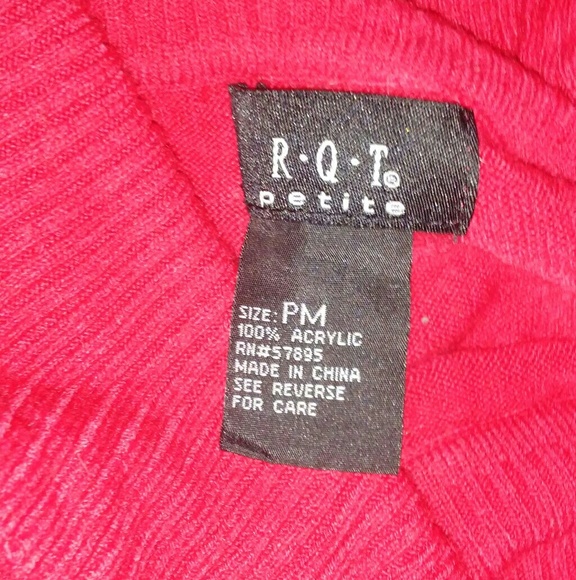 R·Q·T®
petite
SIZE: PM
100% ACRYLIC
RN#57895
MADE IN CHINA
SEE REVERSE
FOR CARE